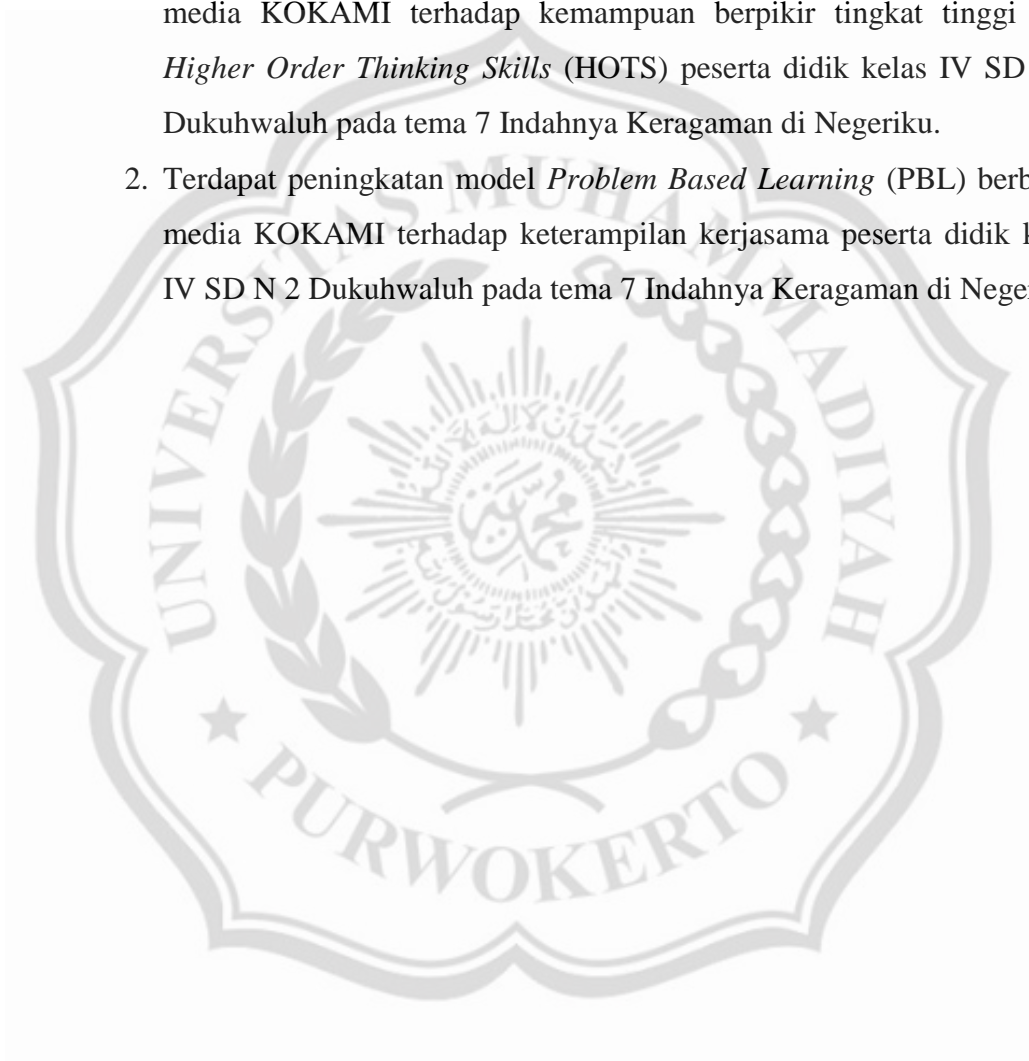 media KOKAMI terhadap kemampuan berpikir tingkat tinggi
Higher Order Thinking Skills (HOTS) peserta didik kelas IV SD
Dukuhwaluh pada tema 7 Indahnya Keragaman di Negeriku.
2. Terdapat peningkatan model Problem Based Learning (PBL) berb
media KOKAMI terhadap keterampilan kerjasama peserta didik k
IV SD N 2 Dukuhwaluh pada tema 7 Indahnya Keragaman di Neger
UNIVERSITAS MUHAMMADIYAH
PURWOKERTO